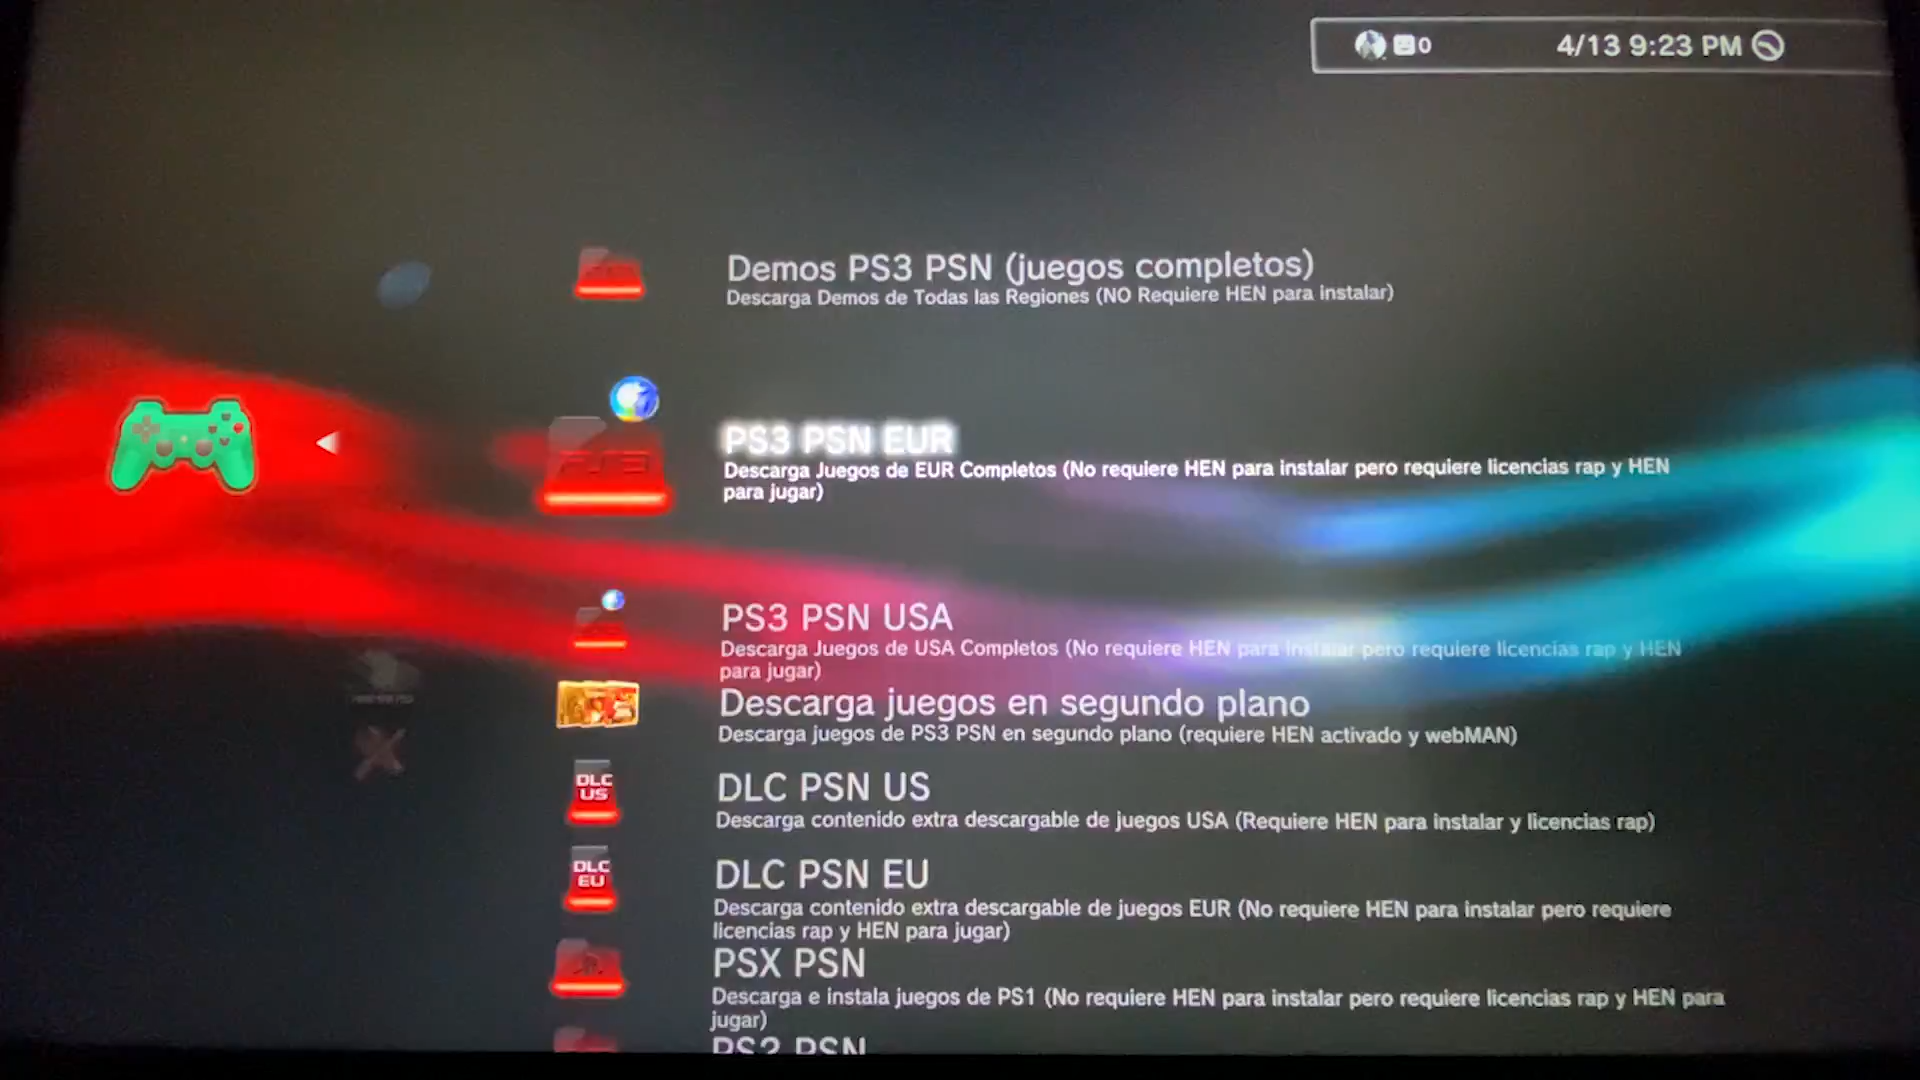 0 4/13 9:23 PM
Demos PS3 PSN (juegos completos)
Descarga Demos de Todas las Regiones (NO Requiere HEN para instalar)
PS3
PS3 PSN EUR
Descarga Juegos de EUR Completos (No requiere HEN para instalar pero requiere licencias rap y HEN
para jugar)
PS3 PSN USA
Descarga Juegos de USA Completos (No requiere HEN para instalar pero requiere licencias rap y HEN
para jugar)
Descarga juegos en segundo plano
Descarga juegos de PS3 PSN en segundo plano (requiere HEN activado y webMAN)
DLC
US
DLC PSN US
Descarga contenido extra descargable de juegos USA (Requiere HEN para instalar y licencias rap)
DLC
EU
DLC PSN EU
Descarga contenido extra descargable de juegos EUR (No requiere HEN para instalar pero requiere
licencias rap y HEN para jugar)
PSX PSN
Descarga e instala juegos de PS1 (No requiere HEN para instalar pero requiere licencias rap y HEN para
jugar)
PS2 PSN